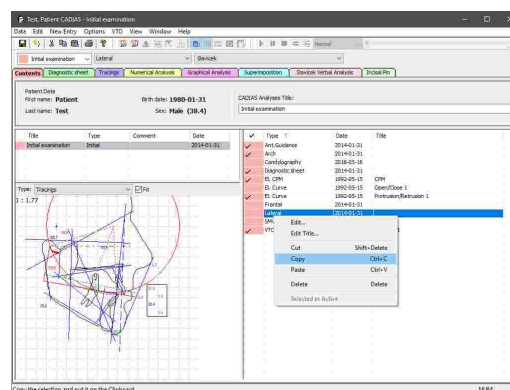 Test, Patient CADIAS - Initial examination
Data Edit New Entry Options VTO View Window Help
Normal
Initial examination Lateral Slavicek
Contents Diagnostic sheet Tracings Numerical Analysis Graphical Analysis Superimposition Slavicek Verbal Analysis Incisal Pin
Patient Data
First name: Patient Birth date: 1980-01-31 CADIAS Analyses Title:
Last name: Test Sex: Male (38.4) Initial examination
Title Type Comment Date
Initial examination Initial 2014-01-31
Type Date Title
Ant.Guidance 2014-01-31
Arch 2014-01-31
Condylography 2018-05-16
Diagnostic sheet 2014-01-31
El. CPM 1992-05-15 CPM
El. Curve 1992-05-15 Open/Close 1
El. Curve 1992-05-15 Protrusion/Retrusion 1
Frontal 2014-01-31
Lateral 2014-01-31
SMV
VTO
Type: Tracings Fit
1 : 1.77
Edit...
Edit Title...
Cut Shift+Delete
Copy Ctrl+C
Paste Ctrl+V
Delete Delete
Selected as Active
Copy the selection and put it on the Clipboard
NUM